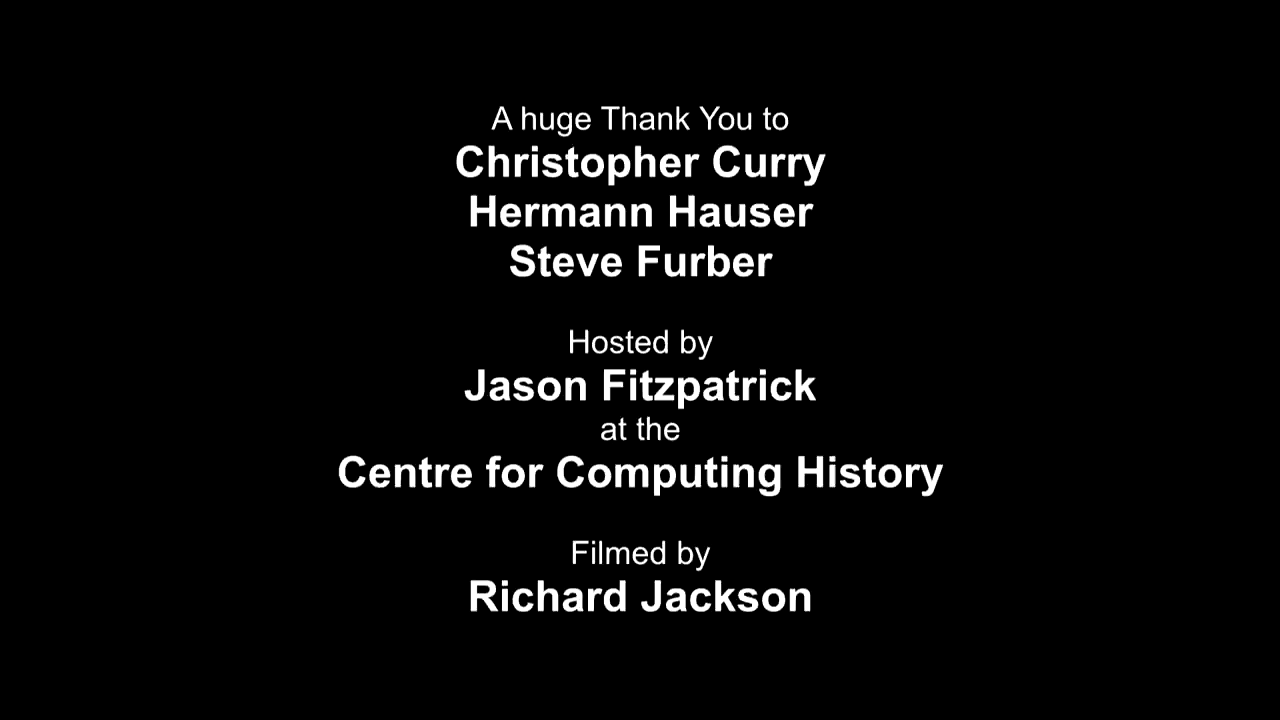 A huge Thank You to
Christopher Curry
Hermann Hauser
Steve Furber
Hosted by
Jason Fitzpatrick
at the
Centre for Computing History
Filmed by
Richard Jackson